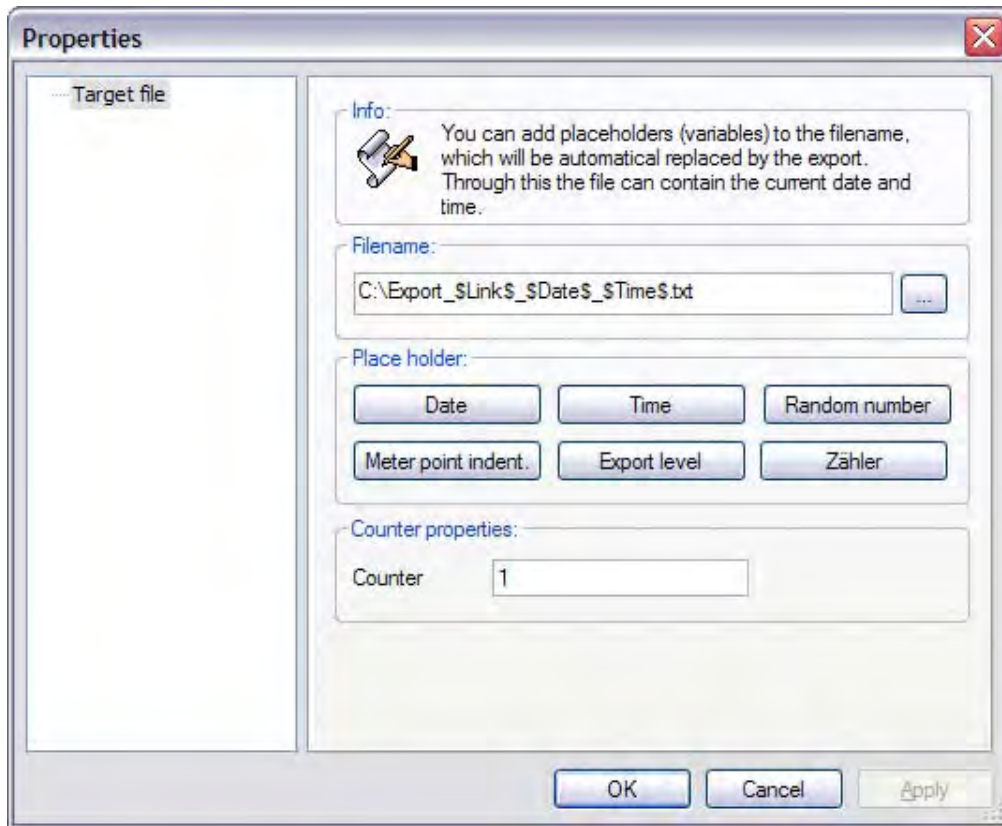 Properties
Target file
Info:
You can add placeholders (variables) to the filename,
which will be automatical replaced by the export.
Through this the file can contain the current date and
time.
Filename:
C:\Export_$Link$_$Date$_$Time$.txt
...
Place holder:
Date Time Random number
Meter point indent. Export level Zähler
Counter properties:
Counter 1
OK Cancel Apply